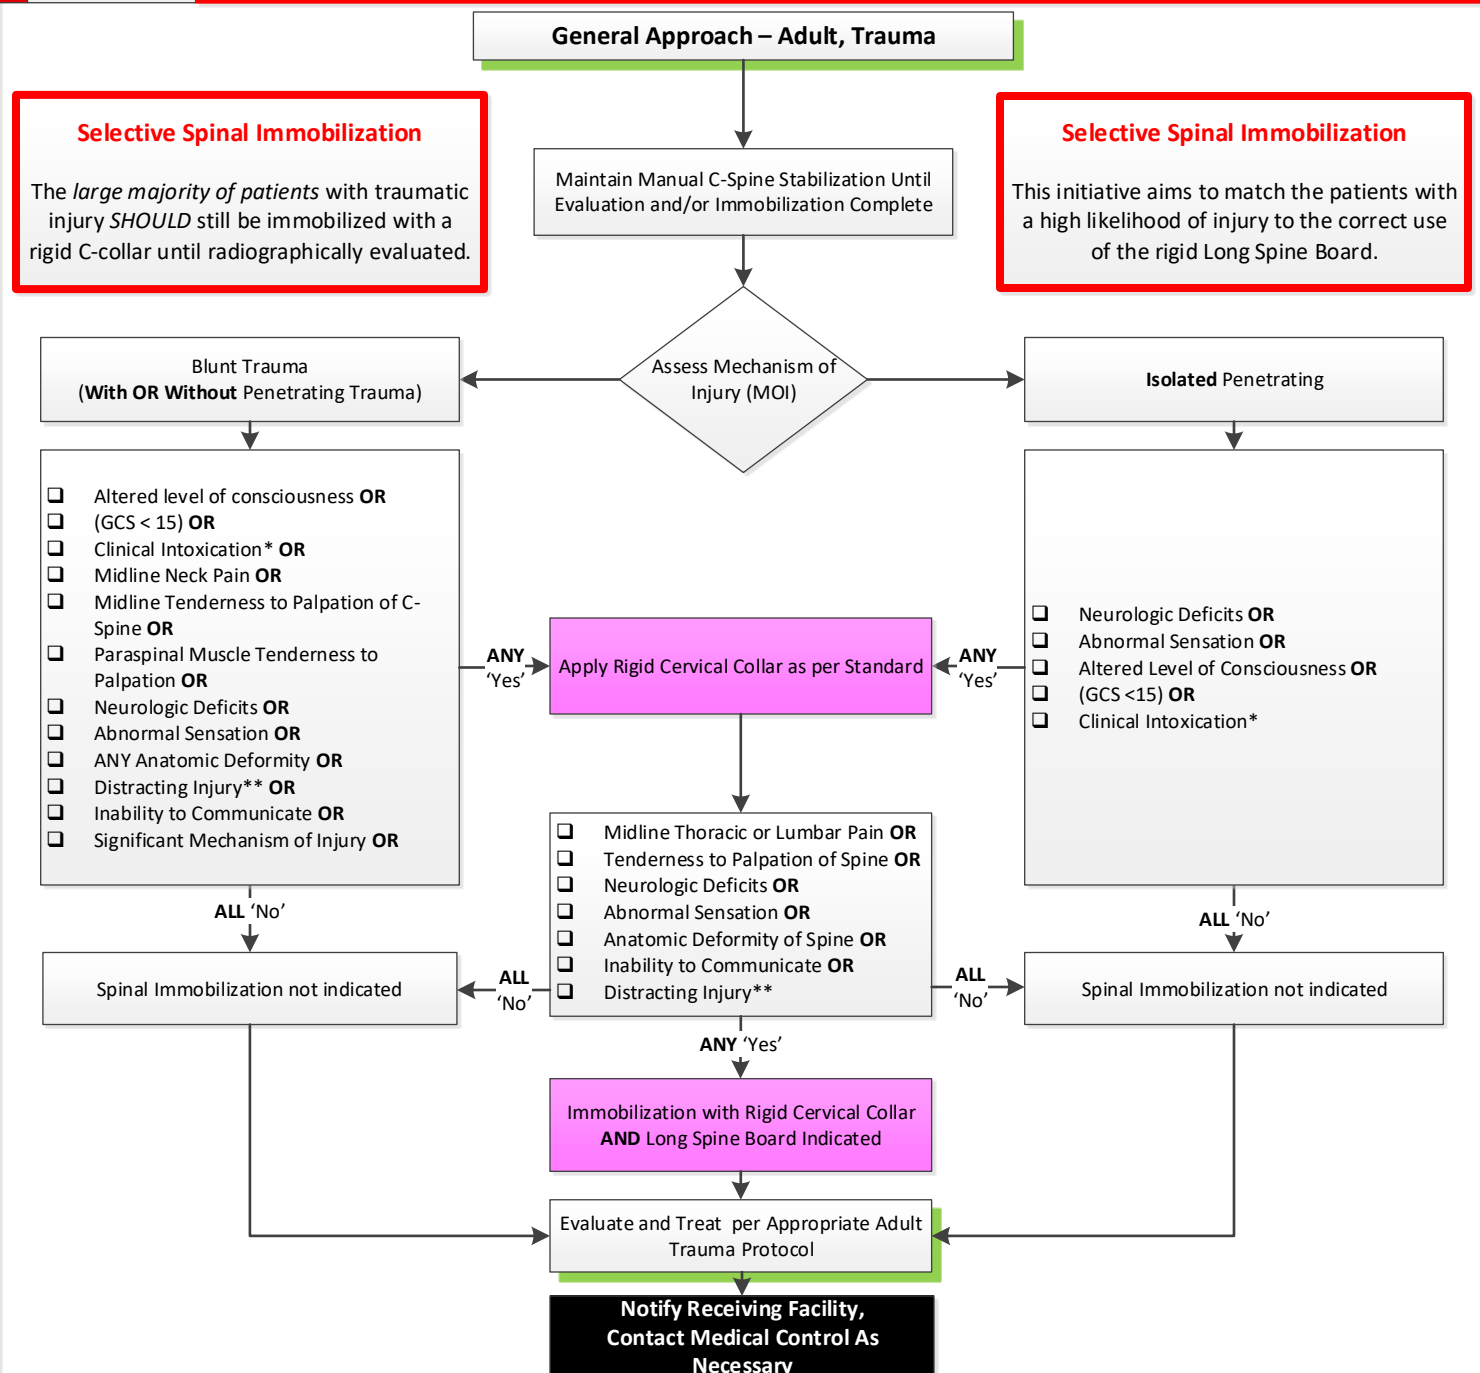 General Approach – Adult, Trauma
Selective Spinal Immobilization
The large majority of patients with traumatic
injury SHOULD still be immobilized with a
rigid C-collar until radiographically evaluated.
Selective Spinal Immobilization
This initiative aims to match the patients with
a high likelihood of injury to the correct use
of the rigid Long Spine Board.
Maintain Manual C-Spine Stabilization Until
Evaluation and/or Immobilization Complete
Assess Mechanism of
Injury (MOI)
Blunt Trauma
(With OR Without Penetrating Trauma)
Isolated Penetrating
❑ Altered level of consciousness OR
❑ (GCS < 15) OR
❑ Clinical Intoxication* OR
❑ Midline Neck Pain OR
❑ Midline Tenderness to Palpation of C-
Spine OR
❑ Paraspinal Muscle Tenderness to
Palpation OR
❑ Neurologic Deficits OR
❑ Abnormal Sensation OR
❑ ANY Anatomic Deformity OR
❑ Distracting Injury** OR
❑ Inability to Communicate OR
❑ Significant Mechanism of Injury OR
ANY
‘Yes’
Apply Rigid Cervical Collar as per Standard
ANY
‘Yes’
❑ Neurologic Deficits OR
❑ Abnormal Sensation OR
❑ Altered Level of Consciousness OR
❑ (GCS <15) OR
❑ Clinical Intoxication*
❑ Midline Thoracic or Lumbar Pain OR
❑ Tenderness to Palpation of Spine OR
❑ Neurologic Deficits OR
❑ Abnormal Sensation OR
❑ Anatomic Deformity of Spine OR
❑ Inability to Communicate OR
❑ Distracting Injury**
ALL ‘No’
ALL ‘No’
Spinal Immobilization not indicated
ALL
‘No’
ALL
‘No’
Spinal Immobilization not indicated
ANY ‘Yes’
Immobilization with Rigid Cervical Collar
AND Long Spine Board Indicated
Evaluate and Treat per Appropriate Adult
Trauma Protocol
Notify Receiving Facility,
Contact Medical Control As
Necessary